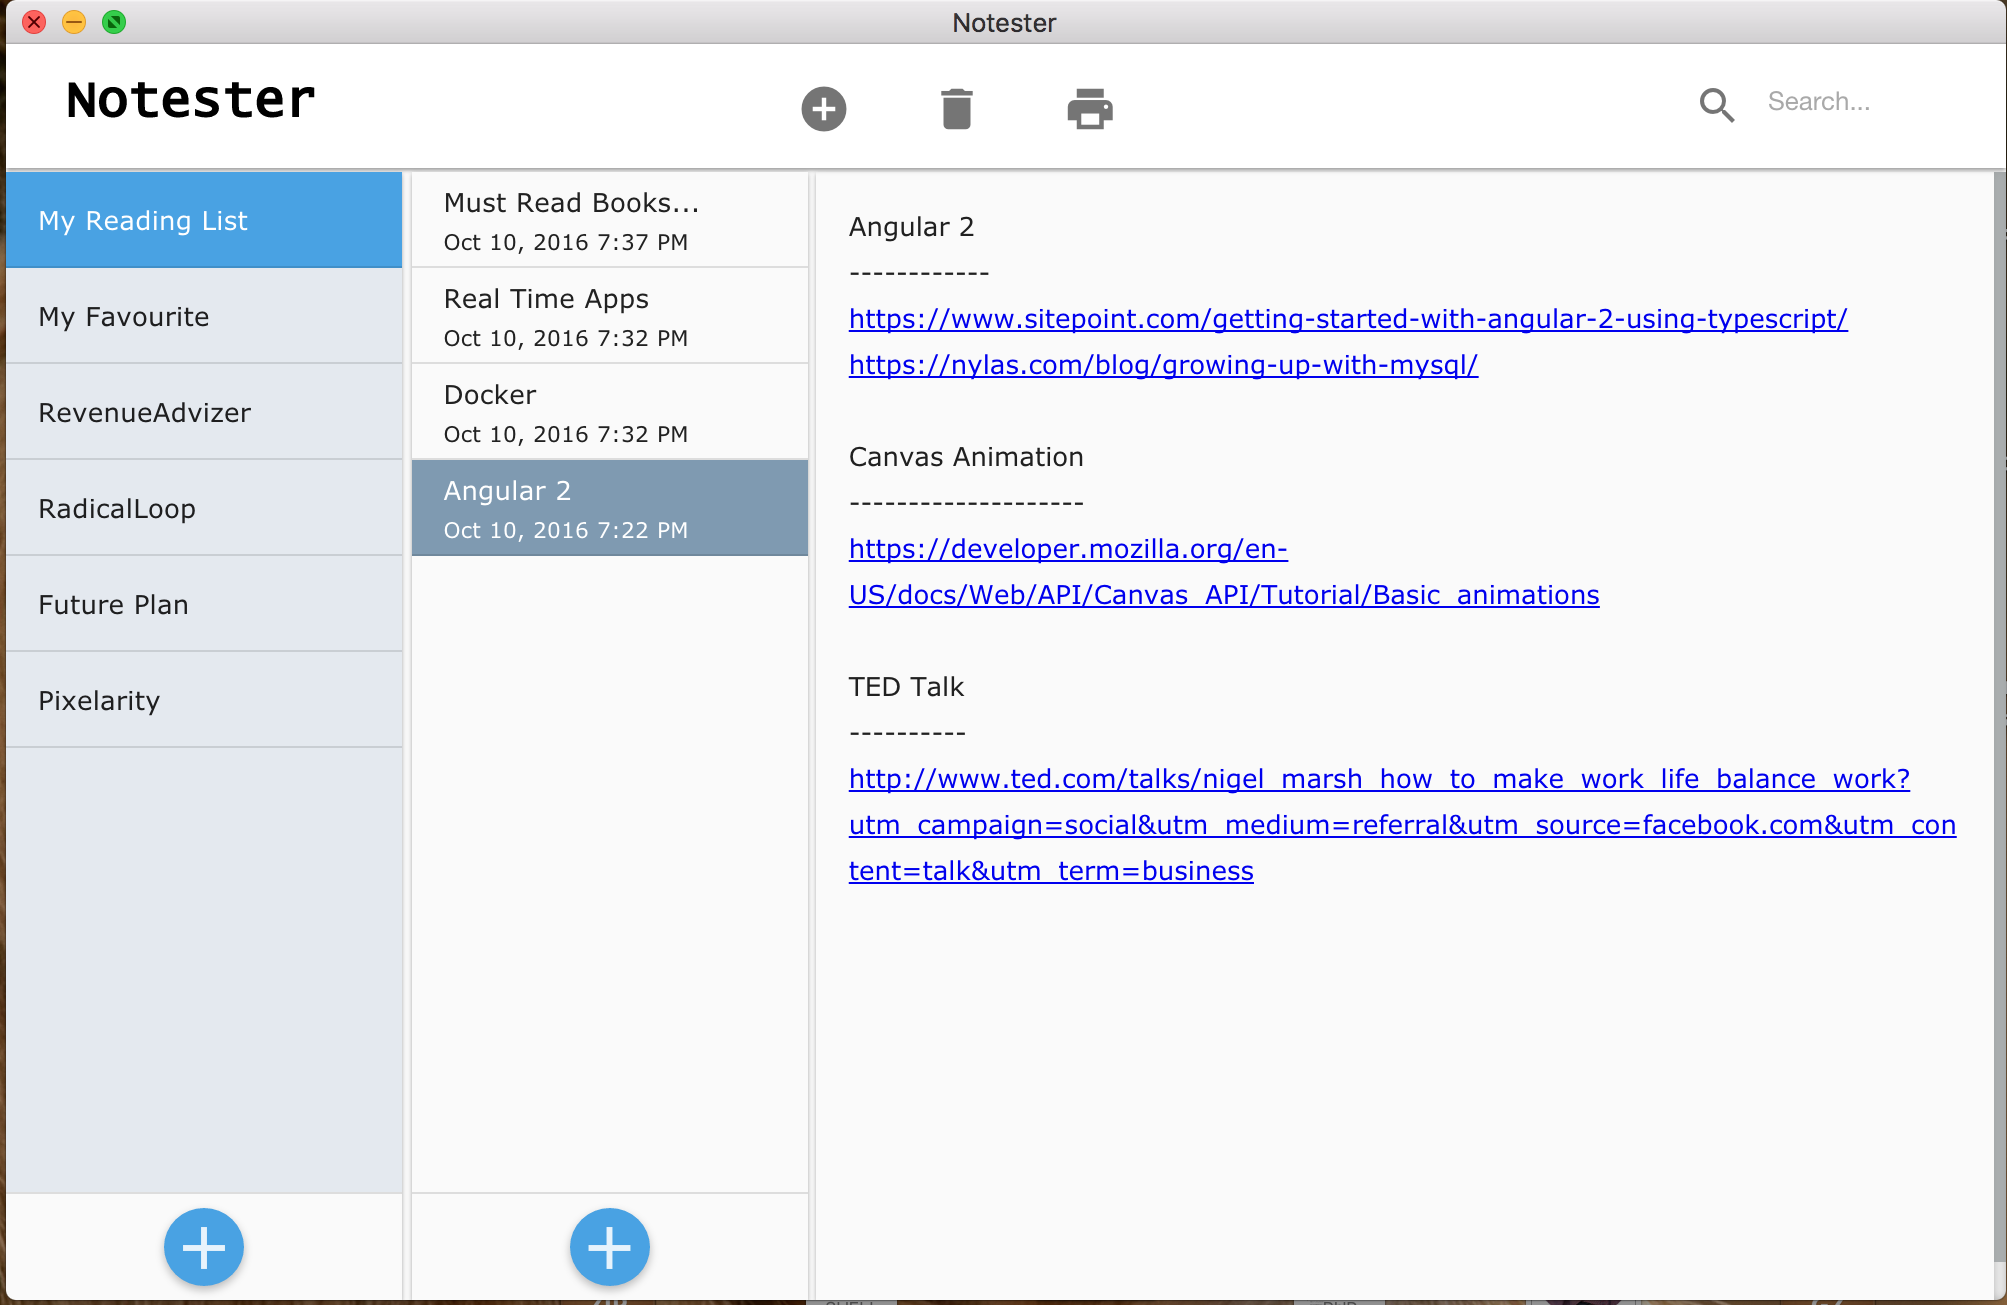 Notester
Notester
Search...
My Reading List
My Favourite
RevenueAdvizer
RadicalLoop
Future Plan
Pixelarity
Must Read Books...
Oct 10, 2016 7:37 PM
Real Time Apps
Oct 10, 2016 7:32 PM
Docker
Oct 10, 2016 7:32 PM
Angular 2
Oct 10, 2016 7:22 PM
Angular 2
------------
https://www.sitepoint.com/getting-started-with-angular-2-using-typescript/
https://nylas.com/blog/growing-up-with-mysql/
Canvas Animation
--------------------
https://developer.mozilla.org/en-
US/docs/Web/API/Canvas_API/Tutorial/Basic_animations
TED Talk
----------
http://www.ted.com/talks/nigel_marsh_how_to_make_work_life_balance_work?
utm_campaign=social&utm_medium=referral&utm_source=facebook.com&utm_con
tent=talk&utm_term=business